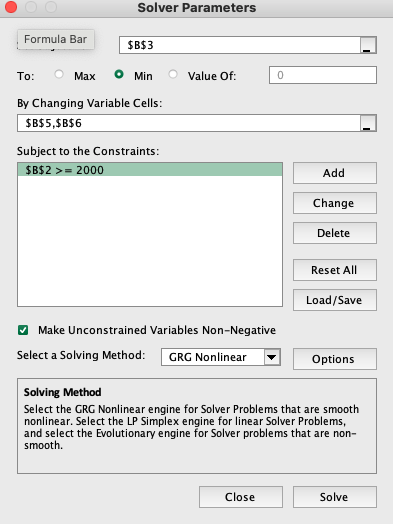 Solver Parameters
Formula Bar
$B$3
To: Max Min Value Of: 0
By Changing Variable Cells:
$B$5,$B$6
Subject to the Constraints:
$B$2 >= 2000
Add
Change
Delete
Reset All
Load/Save
Make Unconstrained Variables Non-Negative
Select a Solving Method: GRG Nonlinear
Options
Solving Method
Select the GRG Nonlinear engine for Solver Problems that are smooth
nonlinear. Select the LP Simplex engine for linear Solver Problems,
and select the Evolutionary engine for Solver problems that are non-
smooth.
Close
Solve